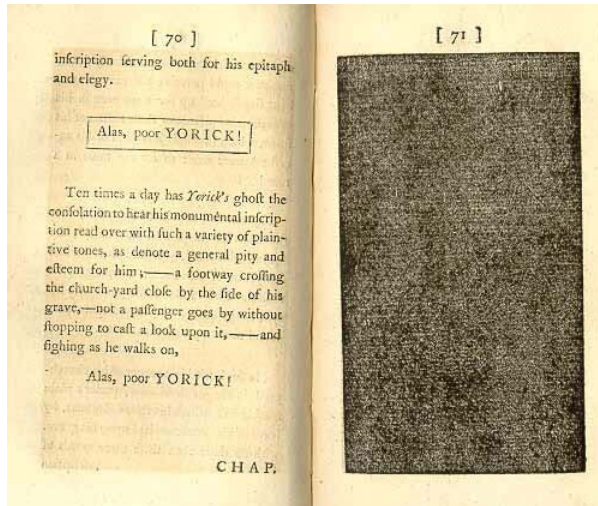 [ 70 ]
inſcription ſerving both for his epitaph
and elegy.
Alas, poor YORICK!
Ten times a day has Yorick's ghoſt the
conſolation to hear his monumental inſcrip-
tion read over with ſuch a variety of plain-
tive tones, as denote a general pity and
eſteem for him;——a footway croſſing
the church-yard cloſe by the ſide of his
grave,—not a paſſenger goes by without
ſtopping to caſt a look upon it,——and
ſighing as he walks on,
Alas, poor YORICK!
CHAP.
[ 71 ]